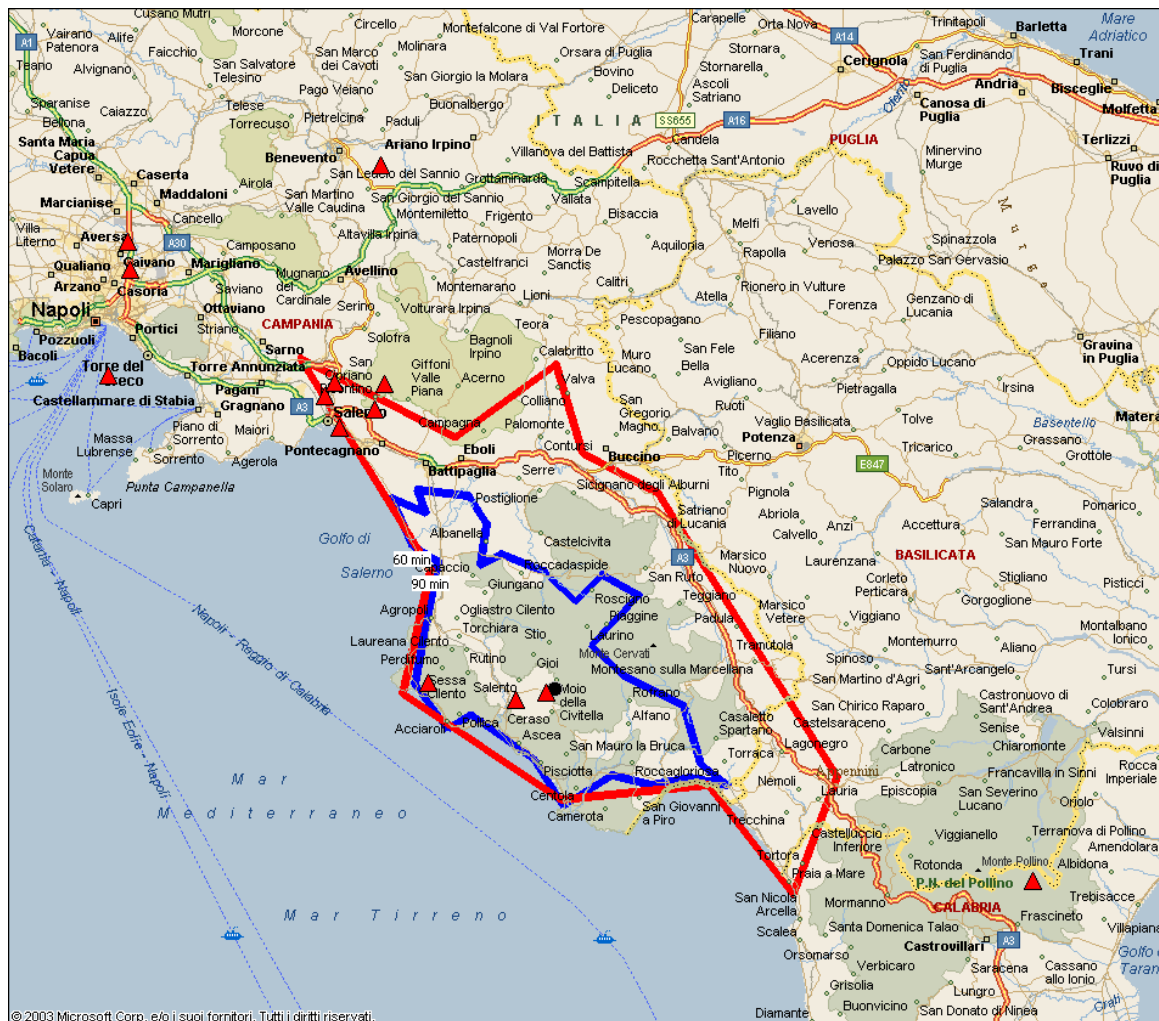 Cusano Mutri
Circello
Montefalcone di Val Fortore
Carapelle
Trinitapoli
Mare
Adriatico
A1
Vairano
Patenora
Alife
Morcone
San Marco
dei Cavoti
Molinara
Orsara di Puglia
Orta Nova
A14
Barletta
Faicchio
San Giorgio la Molara
Stornara
San Ferdinando
di Puglia
Trani
Teano
Alvignano
San Salvatore
Telesino
Pago Veiano
Bovino
Deliceto
Stornarella
Ascoli
Satriano
Cerignola
Andria
Bisceglie
Sparanise
Caiazzo
Telese
Buonalbergo
Canosa di
Puglia
Molfetta
Bellona
Torrecuso
Pietrelcina
Paduli
ITALIA
SS655
A16
Santa Maria
Capua
Vetere
Benevento
Ariano Irpino
Villanova del Battista
Candela
PUGLIA
Terlizzi
Caserta
Airola
San Leucio del Sannio
Grottaminarda
Rocchetta Sant'Antonio
Minervino
Murge
Ruvo di
Puglia
Maddaloni
San Martino
Valle Caudina
San Giorgio del Sannio
Scampitella
Marcianise
Cancello
Montemiletto
Frigento
Vallata
Bisaccia
Lavello
Villa
Literno
Aversa
A30
Altavilla Irpina
Paternopoli
Melfi
Venosa
Spinazzola
Murge
Qualiano
Caivano
Camposano
Aquilonia
Rapolla
Palazzo San Gervasio
Arzano
Casoria
Marigliano
Mugnano
del
Cardinale
Avellino
Castelfranci
Morra De
Sanctis
Calitri
Rionero in Vulture
Saviano
Montemarano
Atella
Forenza
Genzano di
Lucania
Napoli
Ottaviano
Serino
Volturara Irpina
Lioni
Pozzuoli
Portici
Striano
CAMPANIA
Solofra
Teora
Pescopagano
Filiano
Gravina
in Puglia
Bacoli
Sarno
Bagnoli
Irpino
Calabritto
Muro
Lucano
San Fele
Bella
Acerenza
Oppido Lucano
Torre del
Torre Annunziata
San
Cipriano
Giffoni
Valle
Piana
Acerno
Valva
Avigliano
Pietragalla
Irsina
Castellammare di Stabia
Pagani
Colliano
San
Gregorio
Magno
Ruoti
Vaglio Basilicata
Tolve
Basentello
Gragnano
A3
Salerno
Campagna
Palomonte
Balvano
Potenza
Grassano
Massa
Lubrense
Piano di
Sorrento
Maiori
Contursi
Buccino
Picerno
Tricarico
Grottole
Sorrento
Agerola
Pontecagnano
Eboli
Tito
E847
Monte
Solaro
Punta Campanella
Battipaglia
Serre
Sicignano degli Alburni
Pignola
Salandra
Pomarico
Capri
Postiglione
Satriano
di Lucania
Abriola
Anzi
Accettura
Ferrandina
Calvello
San Mauro Forte
Golfo di
Salerno
Albanella
Castelcivita
A3
Marsico
Nuovo
Laurenzana
BASILICATA
60 min
Capaccio
Roccadaspide
San Ruto
Corleto
Perticara
Stigliano
Pisticci
90 min
Giungano
Teggiano
Catania - Napoli
Napoli - Reggio di Calabria
Agropoli
Ogliastro Cilento
Rosciano
Piaggine
Padula
Marsico
Vetere
Viggiano
Gorgoglione
Laureana Cilento
Torchiara
Stio
Laurino
Tramutola
Montemurro
Aliano
Montalbano
Ionico
Perdifumo
Rutino
Gioi
Monte Cervati
Montesano sulla Marcellana
Spinoso
Sant'Arcangelo
Tursi
Isole Eolie - Napoli
Sessa
Cilento
Salento
Moio
della
Civitella
Rofrano
San Martino d'Agri
Castronuovo di
Sant'Andrea
Colobraro
Acciaroli
Pollica
Ceraso
Alfano
Casaletto
Spartano
San Chirico Raparo
Castelsaraceno
Senise
Valsinni
Ascea
San Mauro la Bruca
Torraca
Lagonegro
Carbone
Chiaromonte
Mar
Mediterraneo
Pisciotta
Roccagloriosa
Nemoli
Appennini
Latronico
Francavilla in Sinni
Rocca
Imperiale
Centola
Lauria
Episcopia
San Severino
Lucano
Oriolo
Camerota
San Giovanni
a Piro
Trecchina
Castelluccio
Inferiore
Viggianello
Terranova di Pollino
Amendolara
Tortora
Rotonda
Monte Pollino
Albidona
Praia a Mare
P.N. del Pollino
Trebisacce
San Nicola
Arcella
Mormanno
CALABRIA
Mar Tirreno
Scalea
Santa Domenica Talao
Frascineto
Villapiana
Orsomarso
Castrovillari
A3
Golfo
Taran
Verbicaro
Saracena
Cassano
allo Ionio
Grisolia
Lungro
Diamante
Buonvicino
San Donato di Ninea
Crati
© 2003 Microsoft Corp. e/o i suoi fornitori. Tutti i diritti riservati.